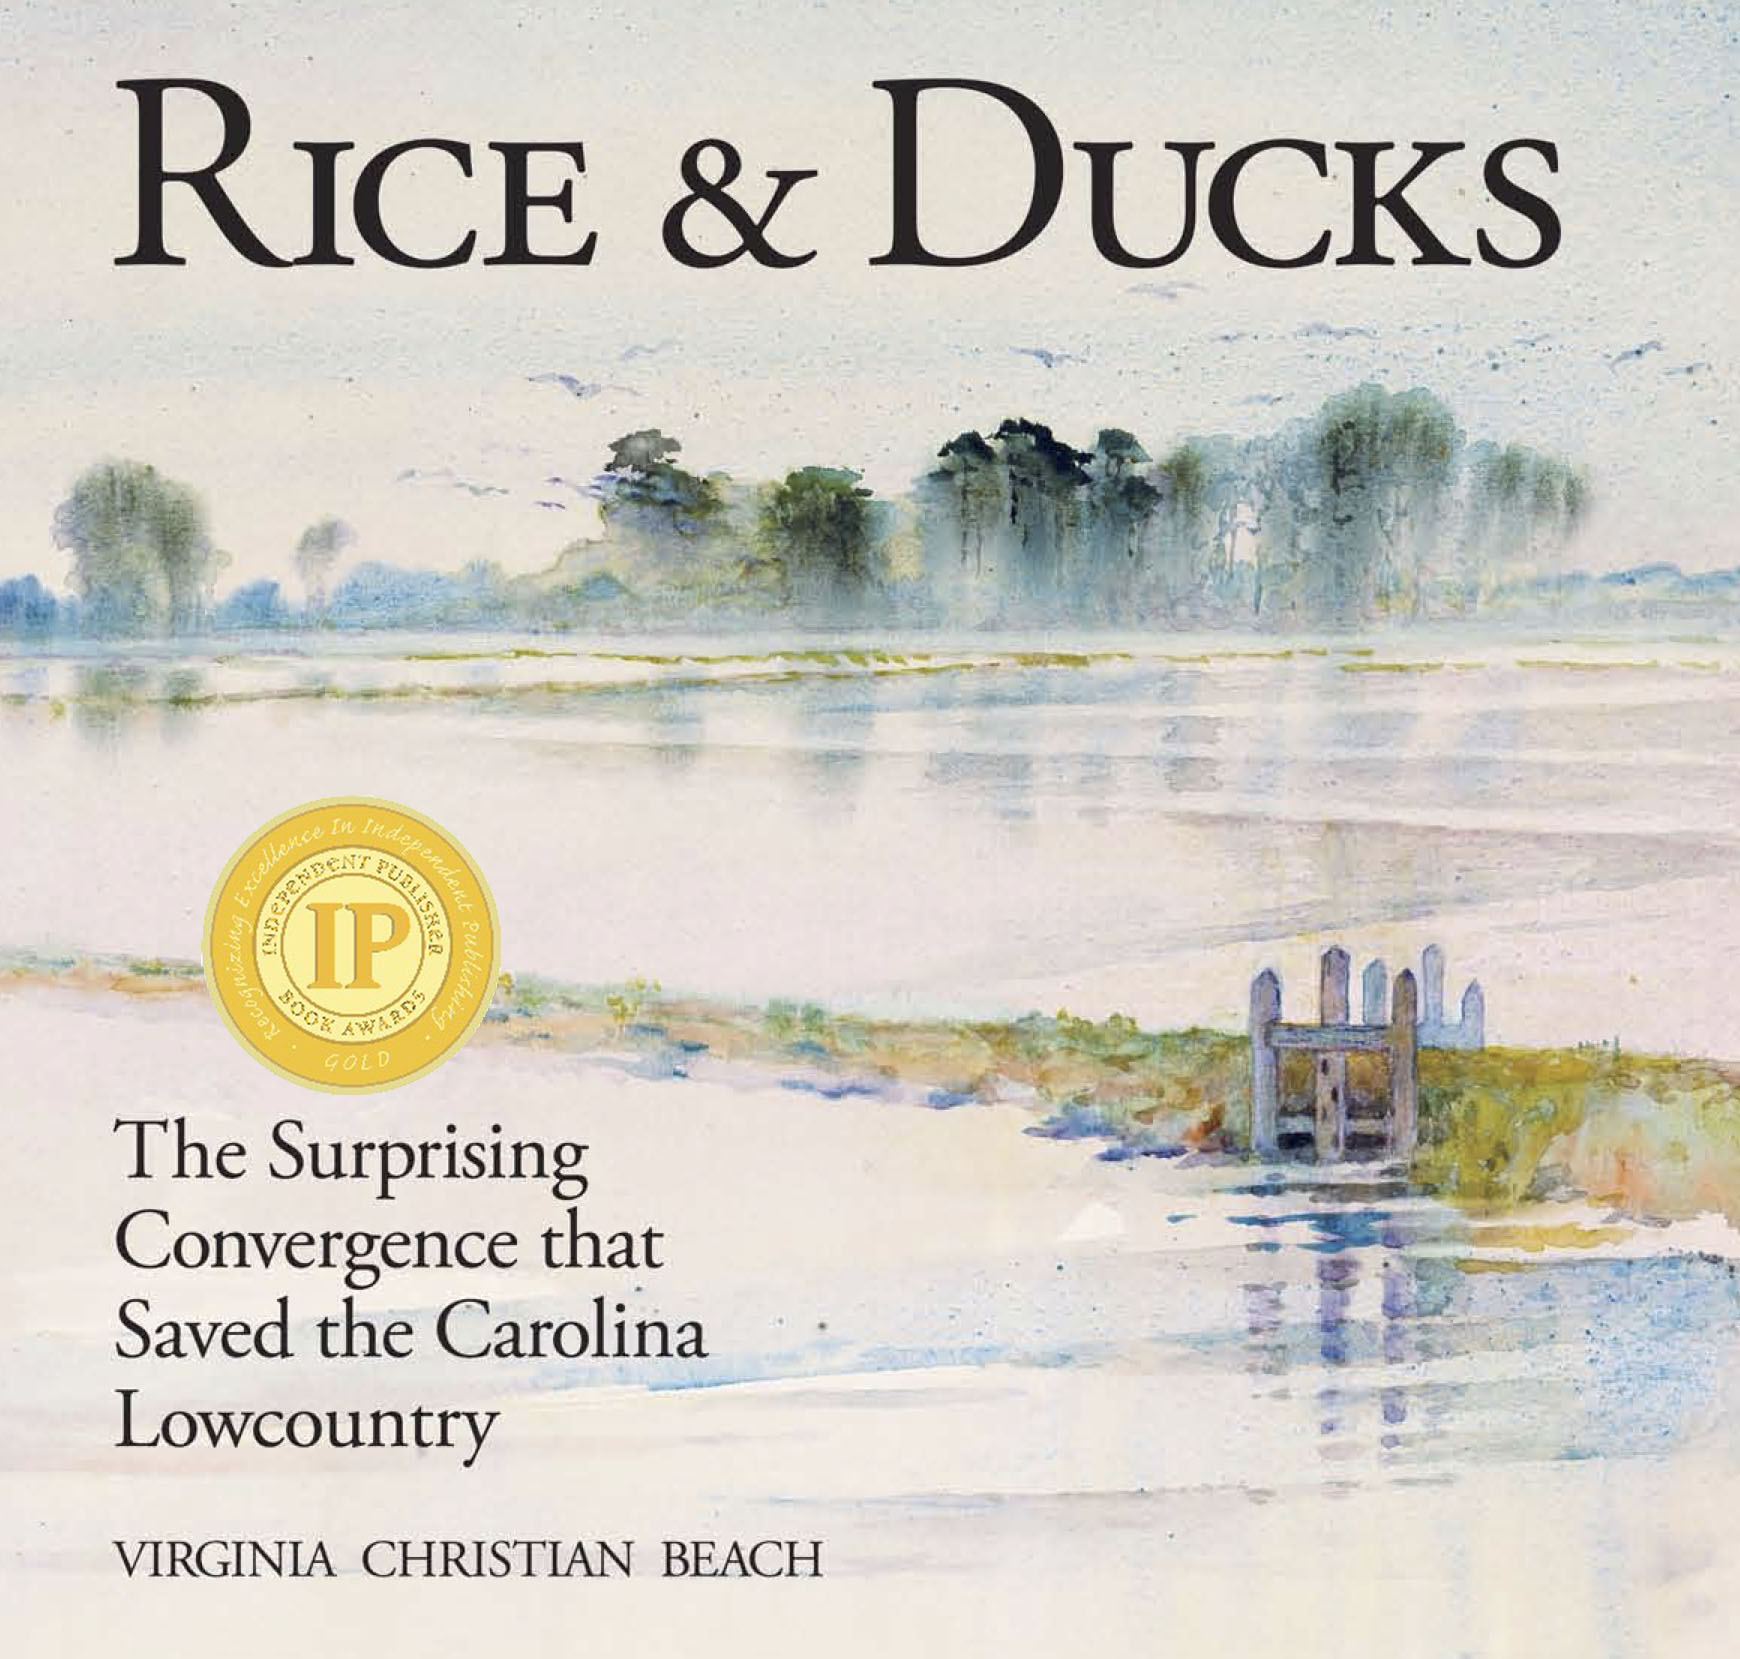 RICE & DUCKS
Recognizing Excellence In Independent Publishing
INDEPENDENT PUBLISHER
IP
BOOK AWARDS
· GOLD ·
The Surprising
Convergence that
Saved the Carolina
Lowcountry
VIRGINIA CHRISTIAN BEACH